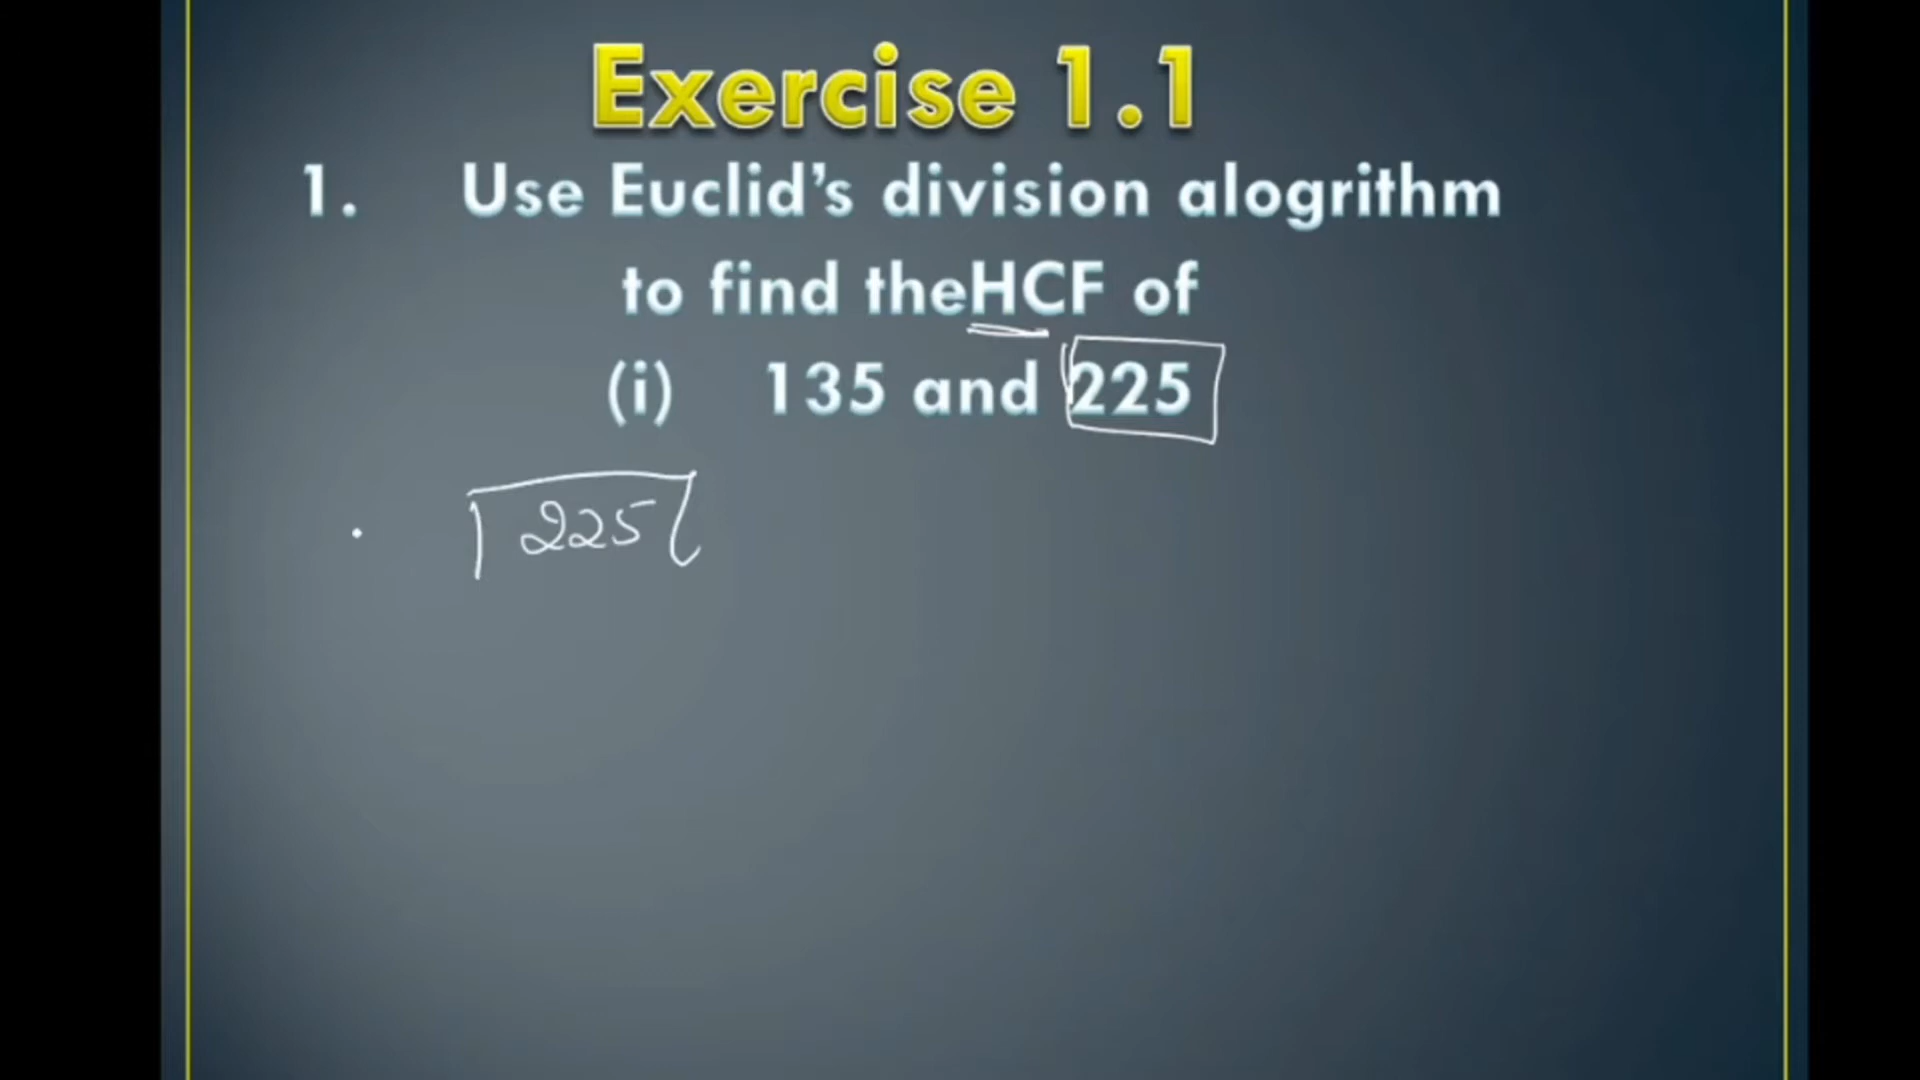 Exercise 1.1
1. Use Euclid’s division alogrithm
to find theHCF of
(i) 135 and 225
225